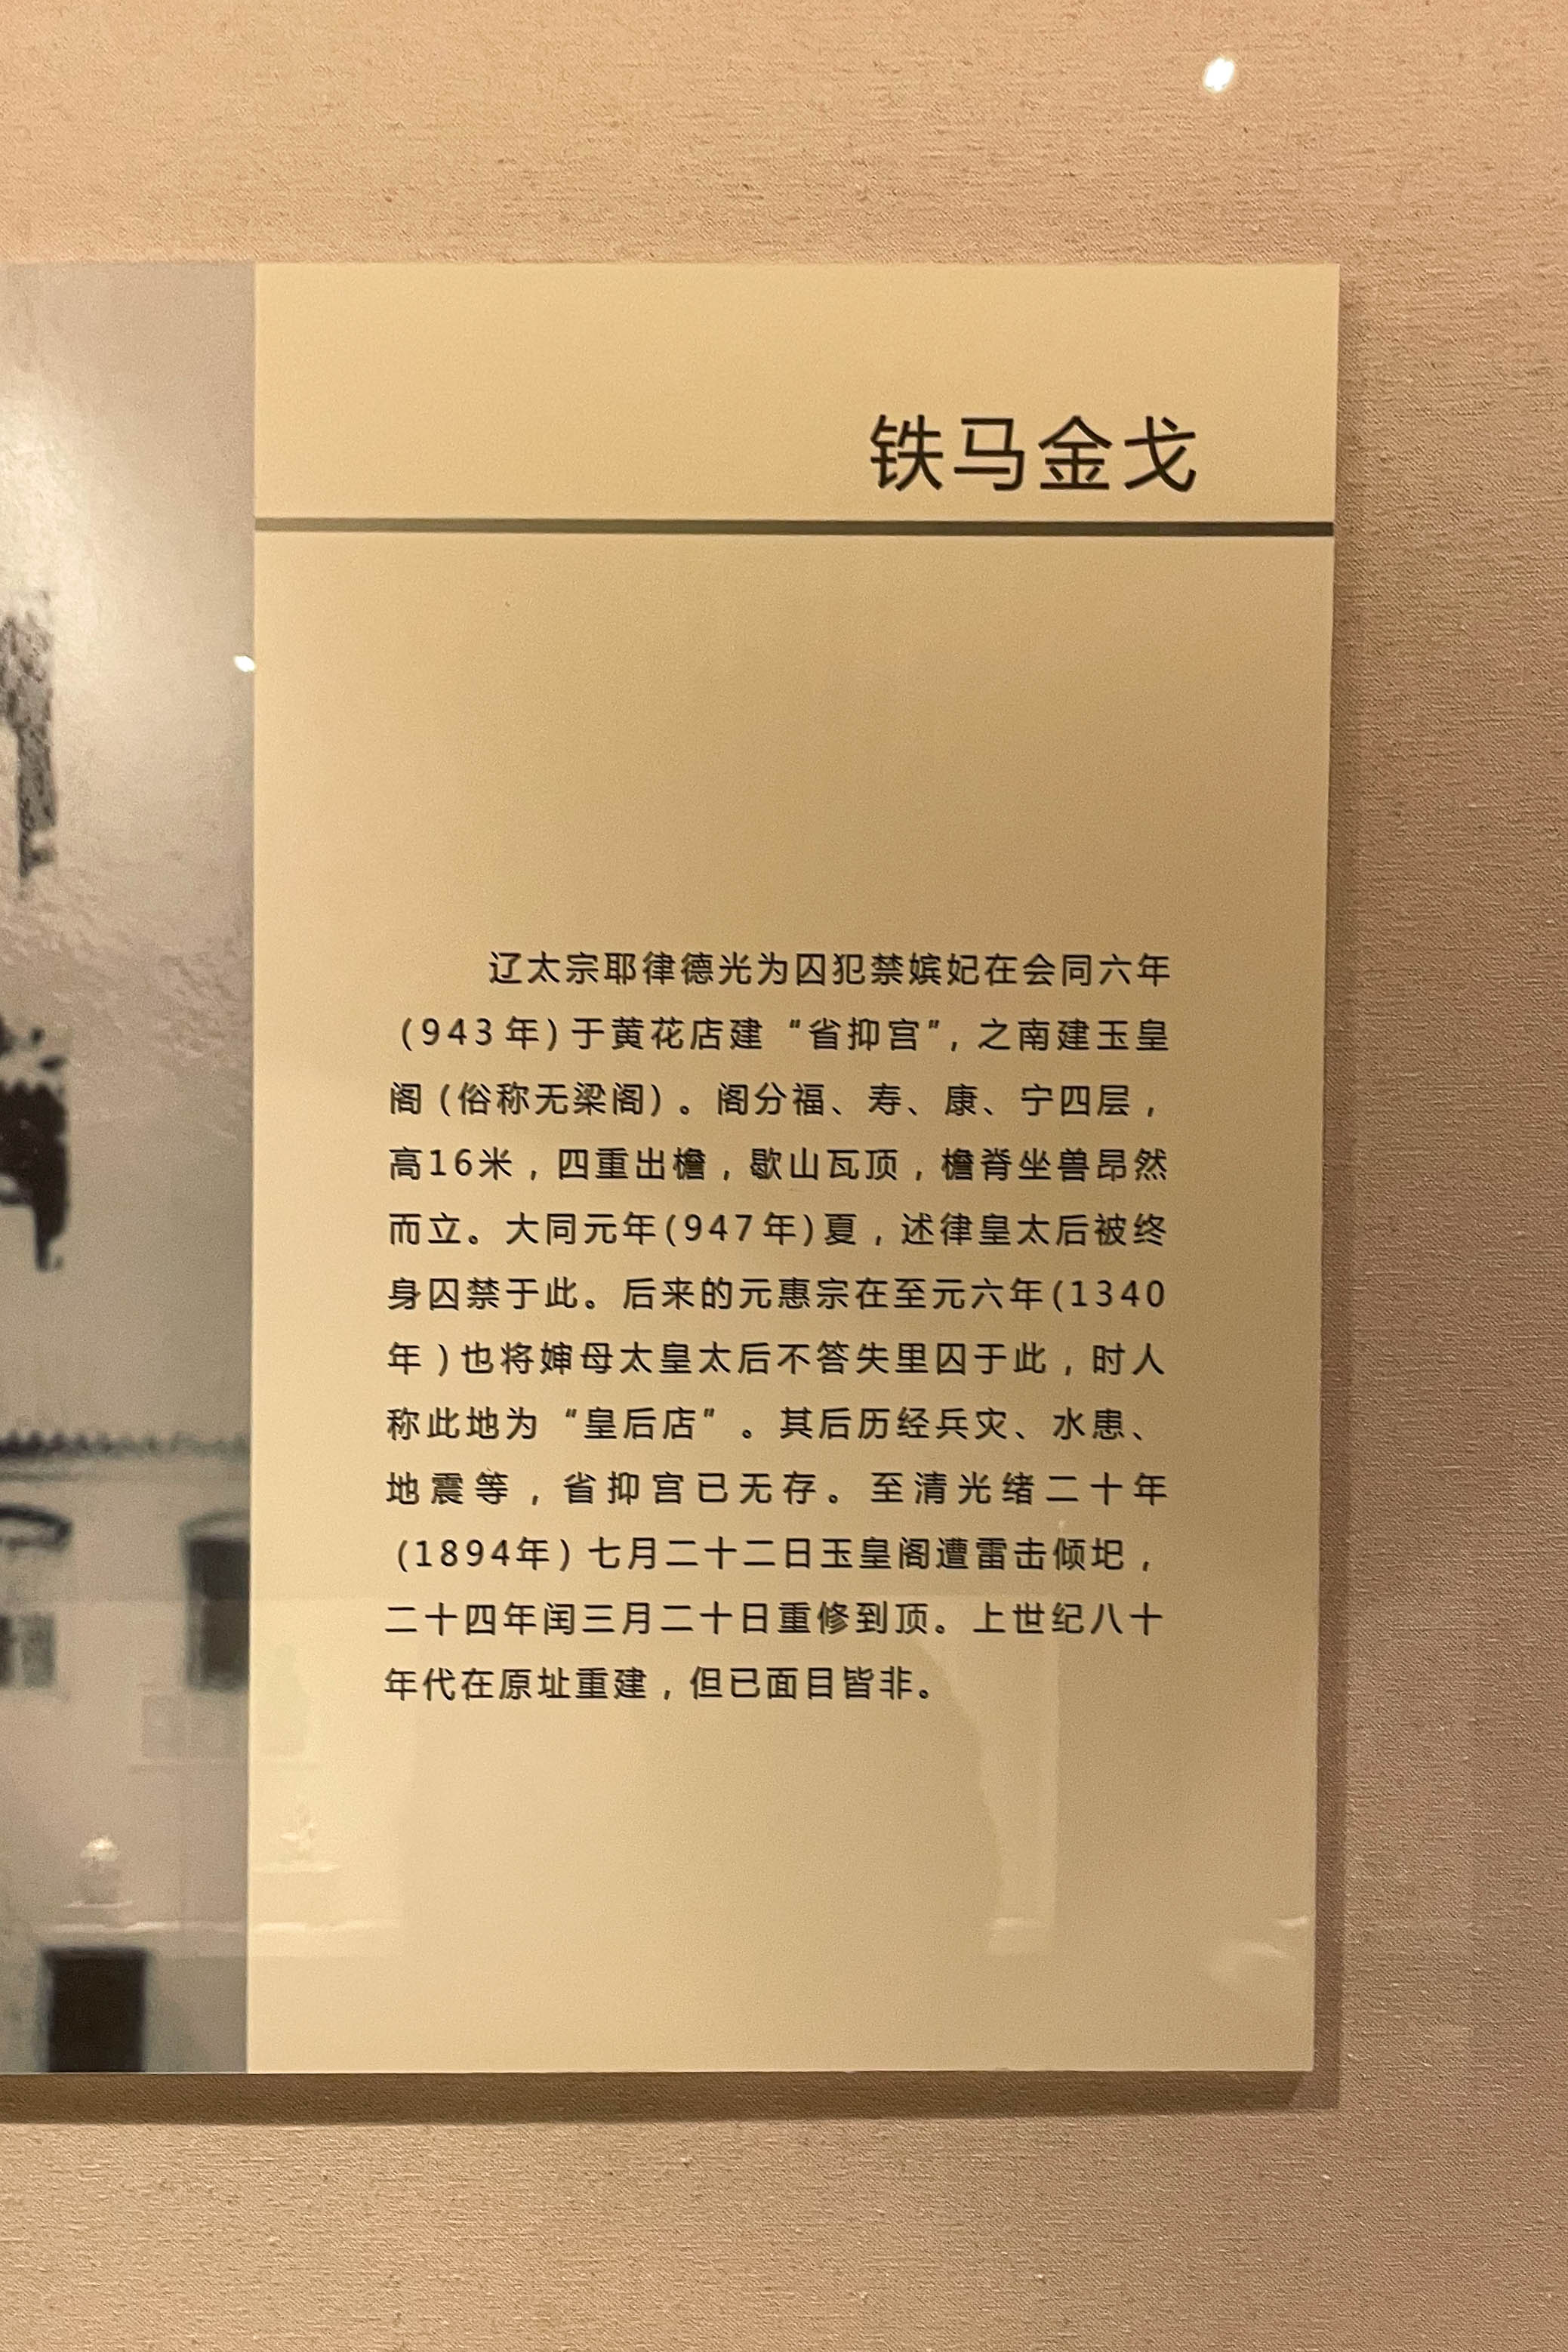 铁马金戈
辽太宗耶律德光为囚犯禁嫔妃在会同六年
(943年)于黄花店建“省抑宫”,之南建玉皇
阁(俗称无梁阁)。阁分福、寿、康、宁四层,
高16米,四重出檐,歇山瓦顶,檐脊坐兽昂然
而立。大同元年(947年)夏,述律皇太后被终
身囚禁于此。后来的元惠宗在至元六年(1340
年)也将婶母太皇太后不答失里囚于此,时人
称此地为“皇后店”。其后历经兵灾、水患、
地震等,省抑宫已无存。至清光绪二十年
(1894年)七月二十二日玉皇阁遭雷击倾圯,
二十四年闰三月二十日重修到顶。上世纪八十
年代在原址重建,但已面目皆非。